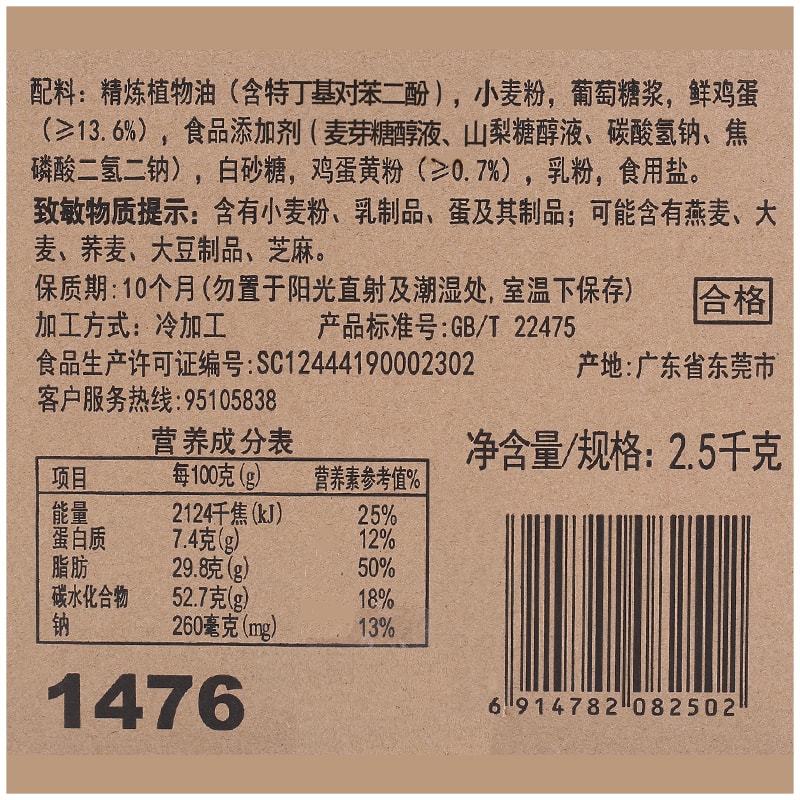 配料：精炼植物油（含特丁基对苯二酚），小麦粉，葡萄糖浆，鲜鸡蛋
（≥13.6%），食品添加剂（麦芽糖醇液、山梨糖醇液、碳酸氢钠、焦
磷酸二氢二钠），白砂糖，鸡蛋黄粉（≥0.7%），乳粉，食用盐。
致敏物质提示：含有小麦粉、乳制品、蛋及其制品；可能含有燕麦、大
麦、荞麦、大豆制品、芝麻。
保质期:10个月(勿置于阳光直射及潮湿处,室温下保存)
合格
加工方式：冷加工 产品标准号:GB/T 22475
食品生产许可证编号:SC12444190002302 产地:广东省东莞市
客户服务热线:95105838
营养成分表
净含量/规格：2.5千克
项目 每100克(g) 营养素参考值%
能量 2124千焦(kJ) 25%
蛋白质 7.4克(g) 12%
脂肪 29.8克(g) 50%
碳水化合物 52.7克(g) 18%
钠 260毫克(mg) 13%
1476
6 914782 082502